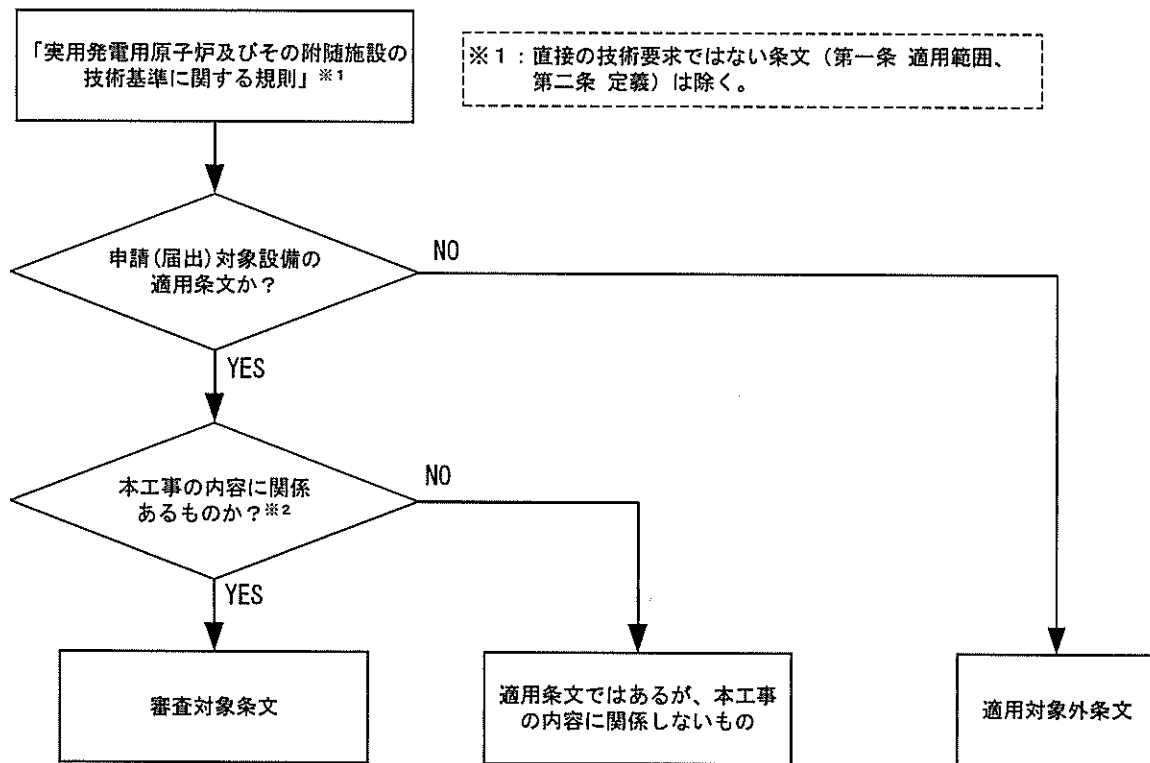 「実用発電用原子炉及びその附随施設の
技術基準に関する規則」※1
※1：直接の技術要求ではない条文（第一条 適用範囲、
第二条 定義）は除く。
申請(届出)対象設備の
適用条文か？
NO
YES
本工事の内容に関係
あるものか？※2
NO
YES
審査対象条文
適用条文ではあるが、本工事
の内容に関係しないもの
適用対象外条文